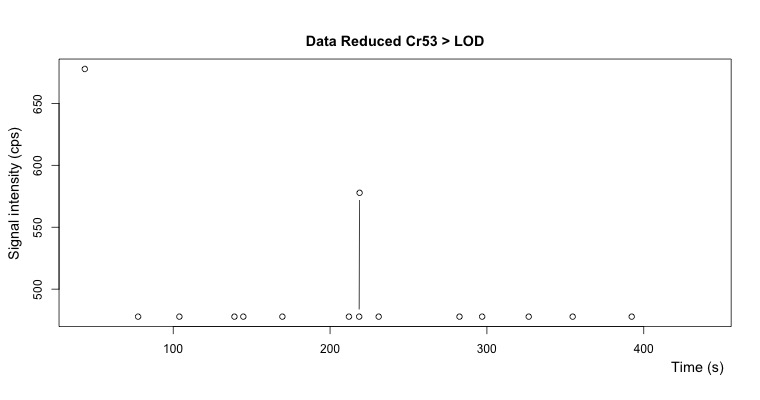 Data Reduced Cr53 > LOD
Signal intensity (cps)
650
600
550
500
100 200 300 400
Time (s)